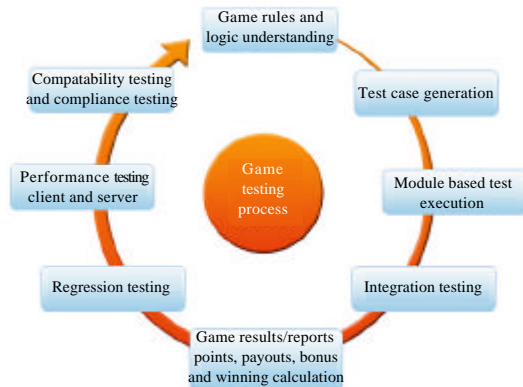 Game rules and
logic understanding
Test case generation
Module based test
execution
Integration testing
Game results/reports
points, payouts, bonus
and winning calculation
Regression testing
Performance testing
client and server
Compatability testing
and compliance testing
Game
testing
process